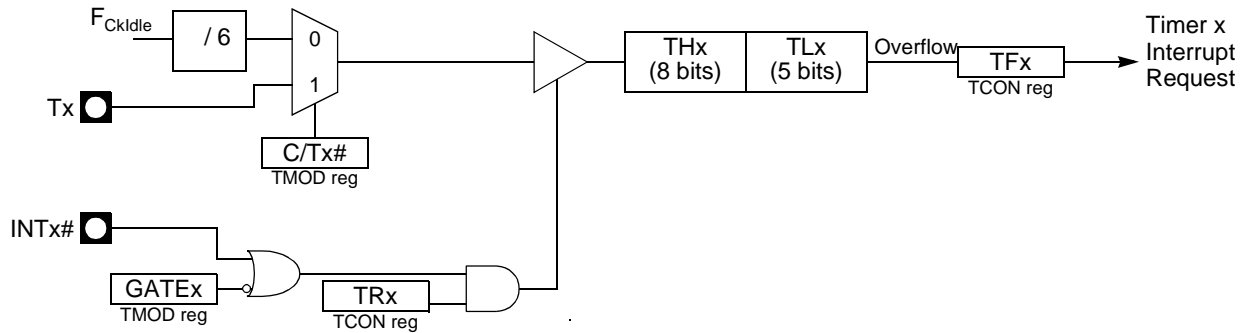 F_CkIdle
/ 6
0
1
Tx
C/Tx#
TMOD reg
THx
(8 bits)
TLx
(5 bits)
Overflow
TFx
TCON reg
Timer x
Interrupt
Request
INTx#
GATEx
TMOD reg
TRx
TCON reg